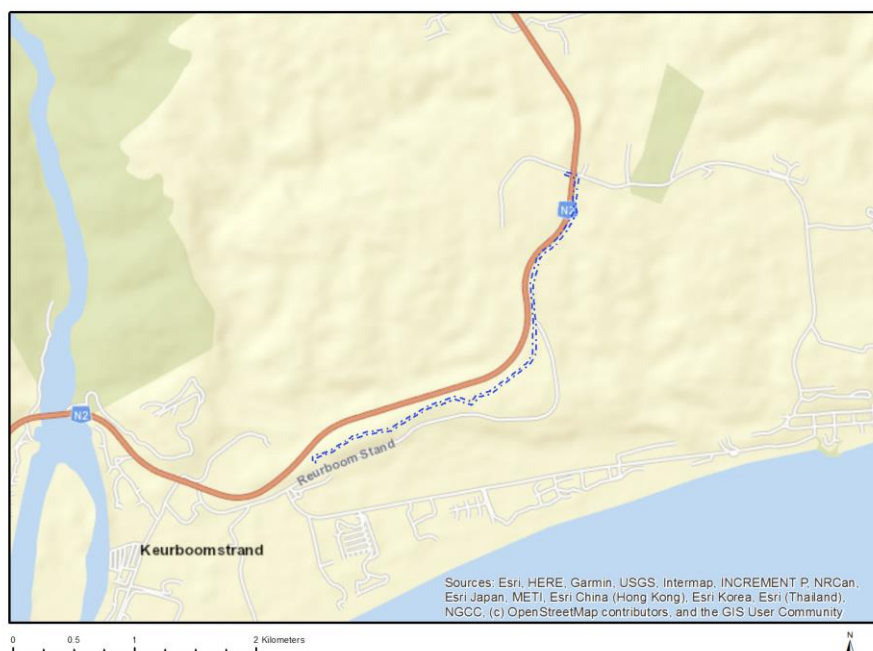 N2
N2
Reurboom Stand
Keurboomstrand
Sources: Esri, HERE, Garmin, USGS, Intermap, INCREMENT P, NRCan,
Esri Japan, METI, Esri China (Hong Kong), Esri Korea, Esri (Thailand),
NGCC, (c) OpenStreetMap contributors, and the GIS User Community
0 0.5 1 2 Kilometers
N